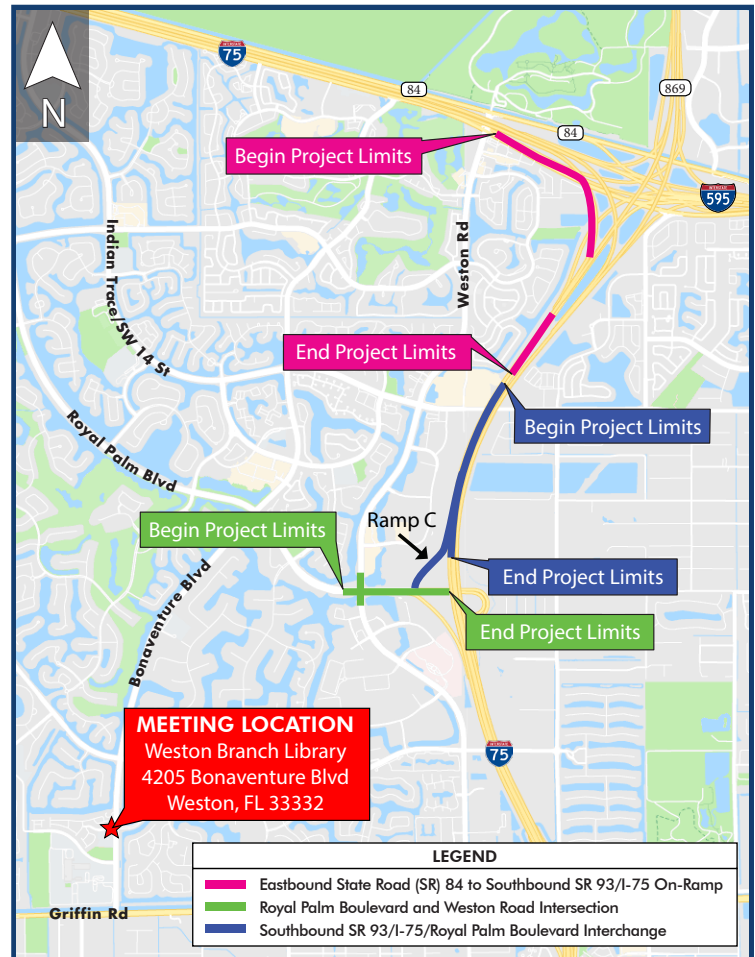 INTERSTATE
75
84
869
N
84
Begin Project Limits
INTERSTATE
595
Indian Trace/SW 14 St
Weston Rd
End Project Limits
Begin Project Limits
Royal Palm Blvd
Ramp C
Begin Project Limits
End Project Limits
Bonaventure Blvd
End Project Limits
MEETING LOCATION
Weston Branch Library
4205 Bonaventure Blvd
Weston, FL 33332
INTERSTATE
75
LEGEND
Eastbound State Road (SR) 84 to Southbound SR 93/I-75 On-Ramp
Royal Palm Boulevard and Weston Road Intersection
Southbound SR 93/I-75/Royal Palm Boulevard Interchange
Griffin Rd